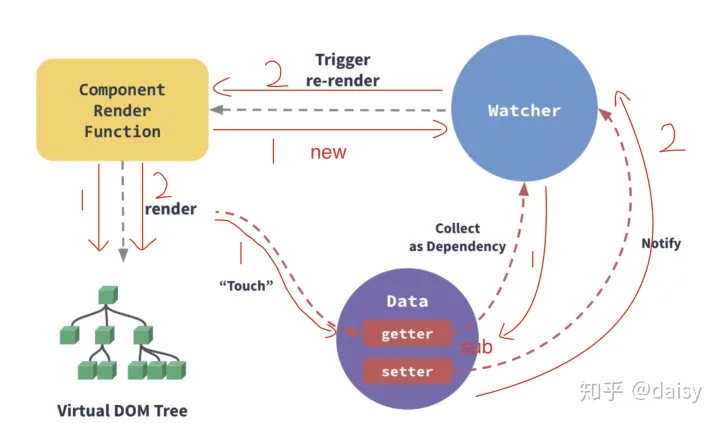 Trigger
re-render
2
Component
Render
Function
Watcher
1 new
2
1
2
render
1
"Touch"
Collect
as Dependency
1
Notify
Data
getter
sub
setter
Virtual DOM Tree
知乎 @daisy